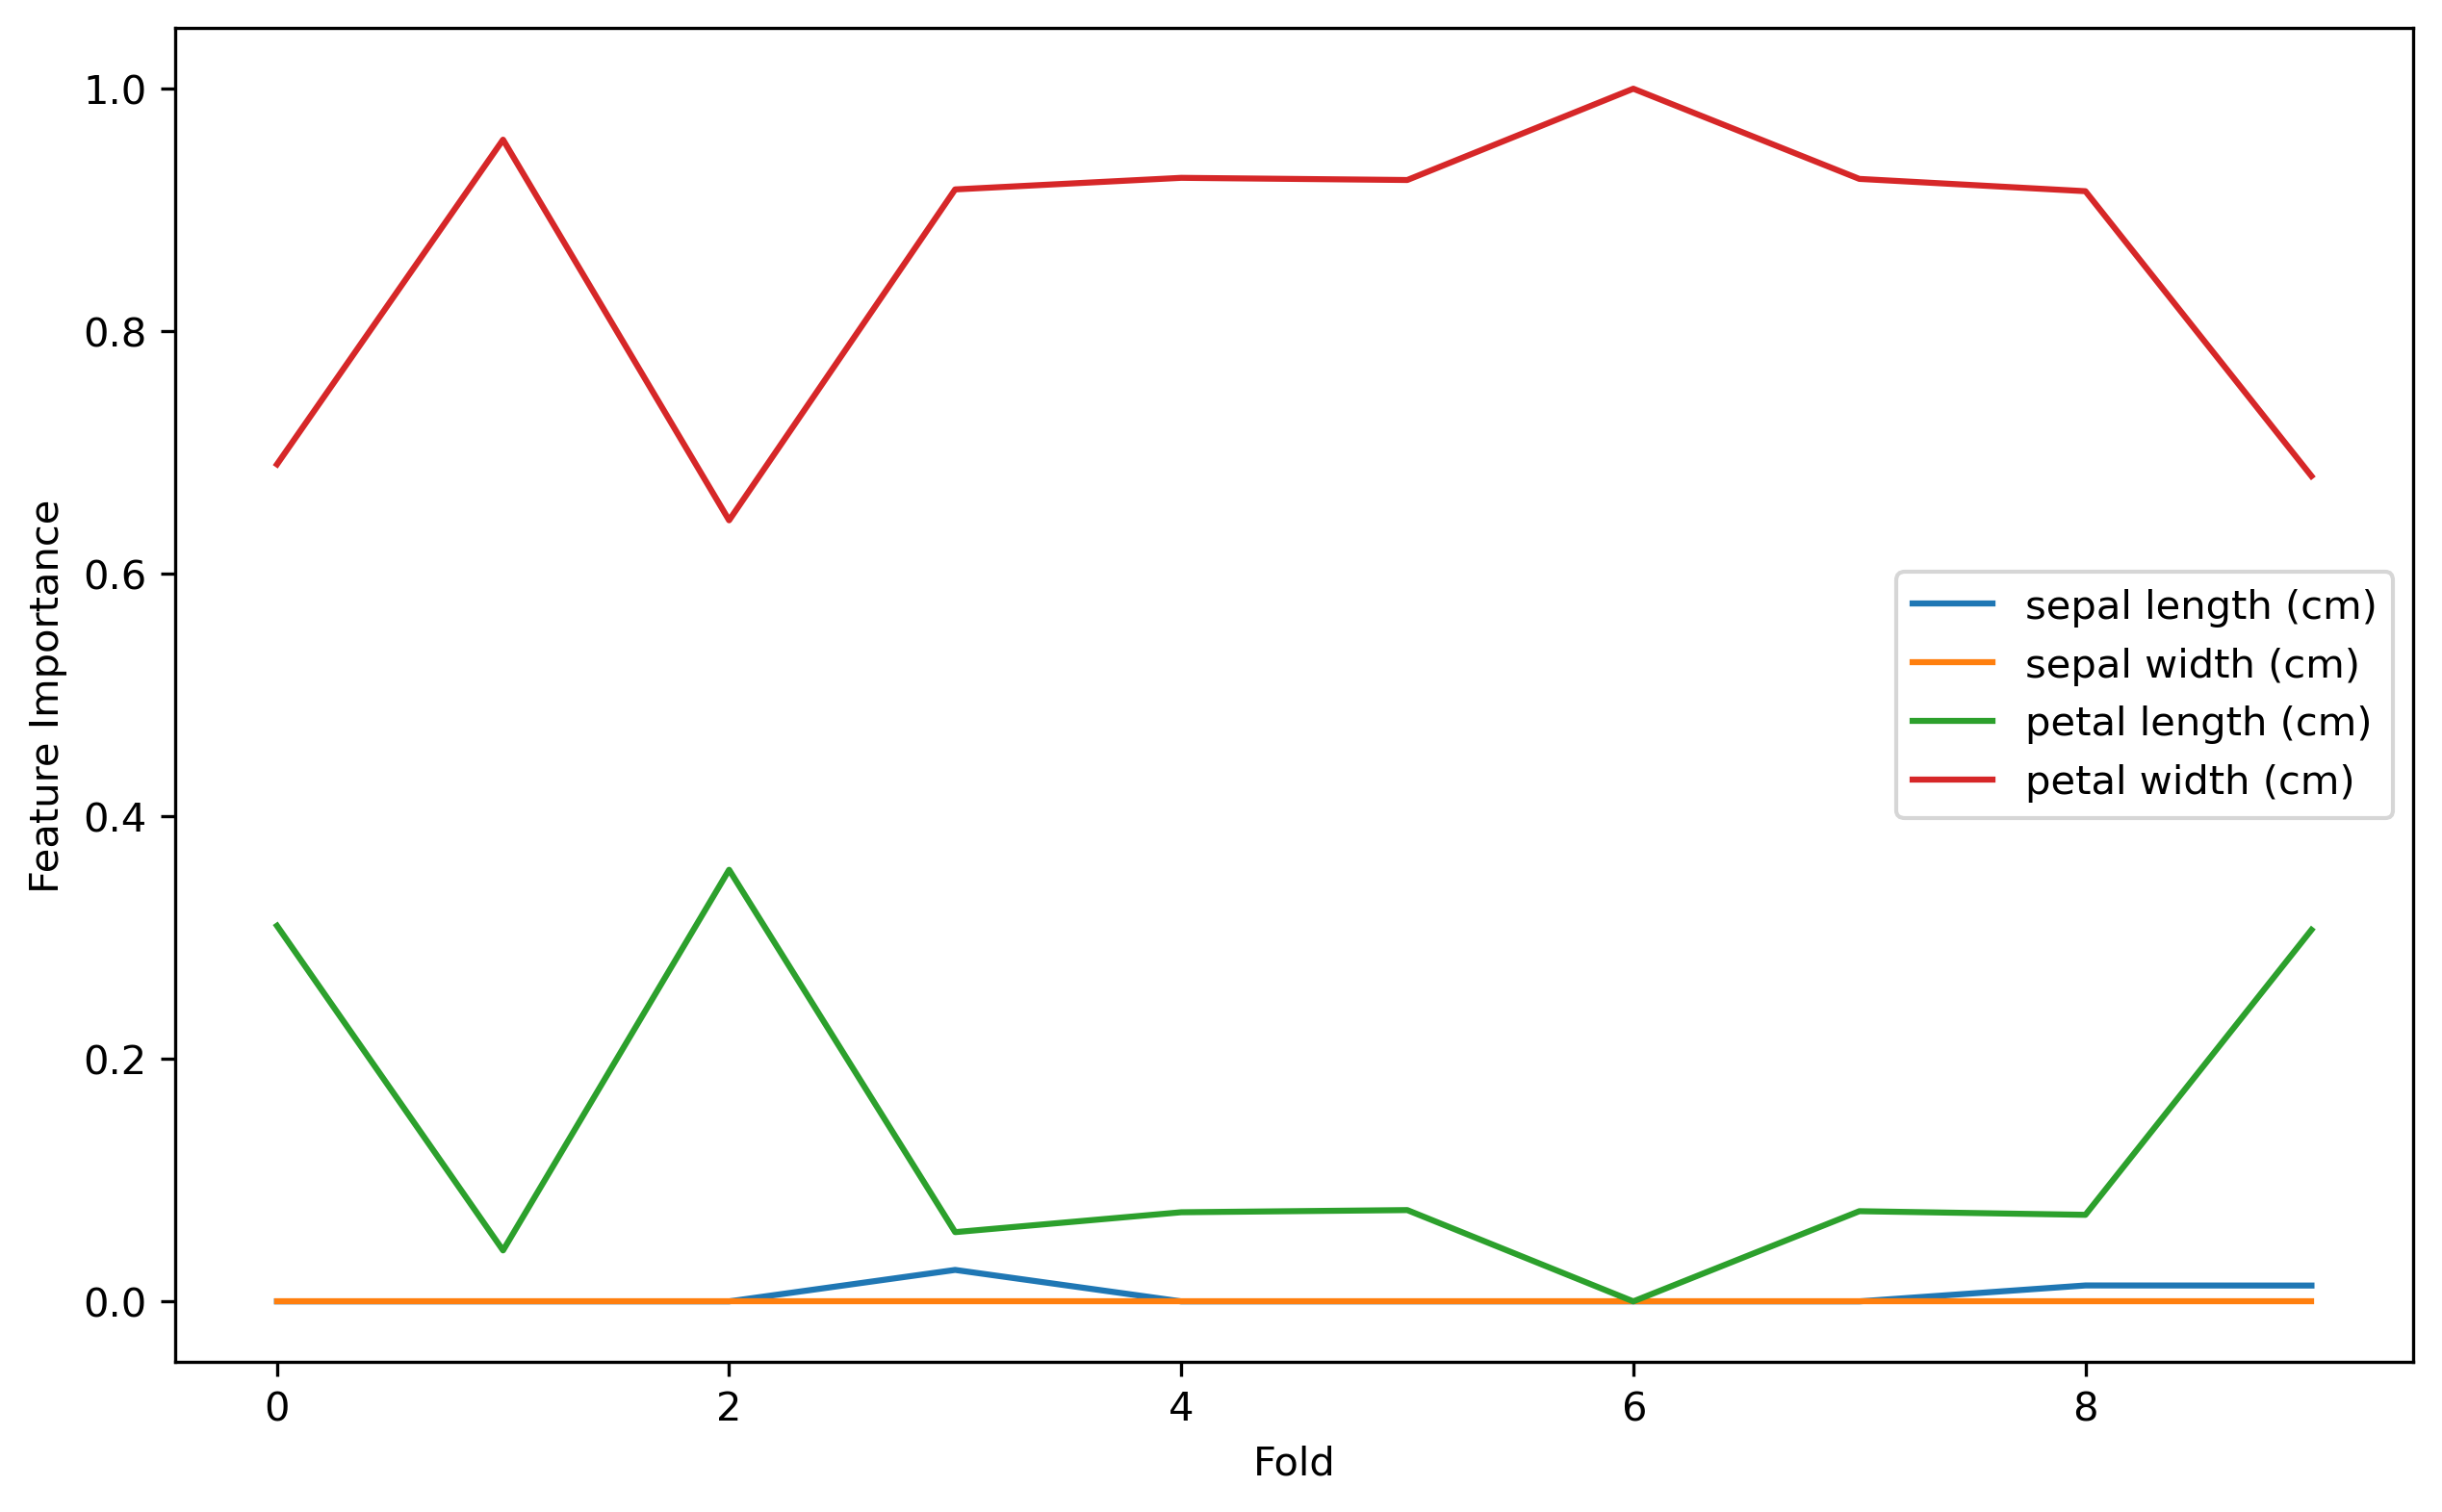 1.0
0.8
0.6
0.4
0.2
0.0
Feature Importance
sepal length (cm)
sepal width (cm)
petal length (cm)
petal width (cm)
0 2 4 6 8
Fold